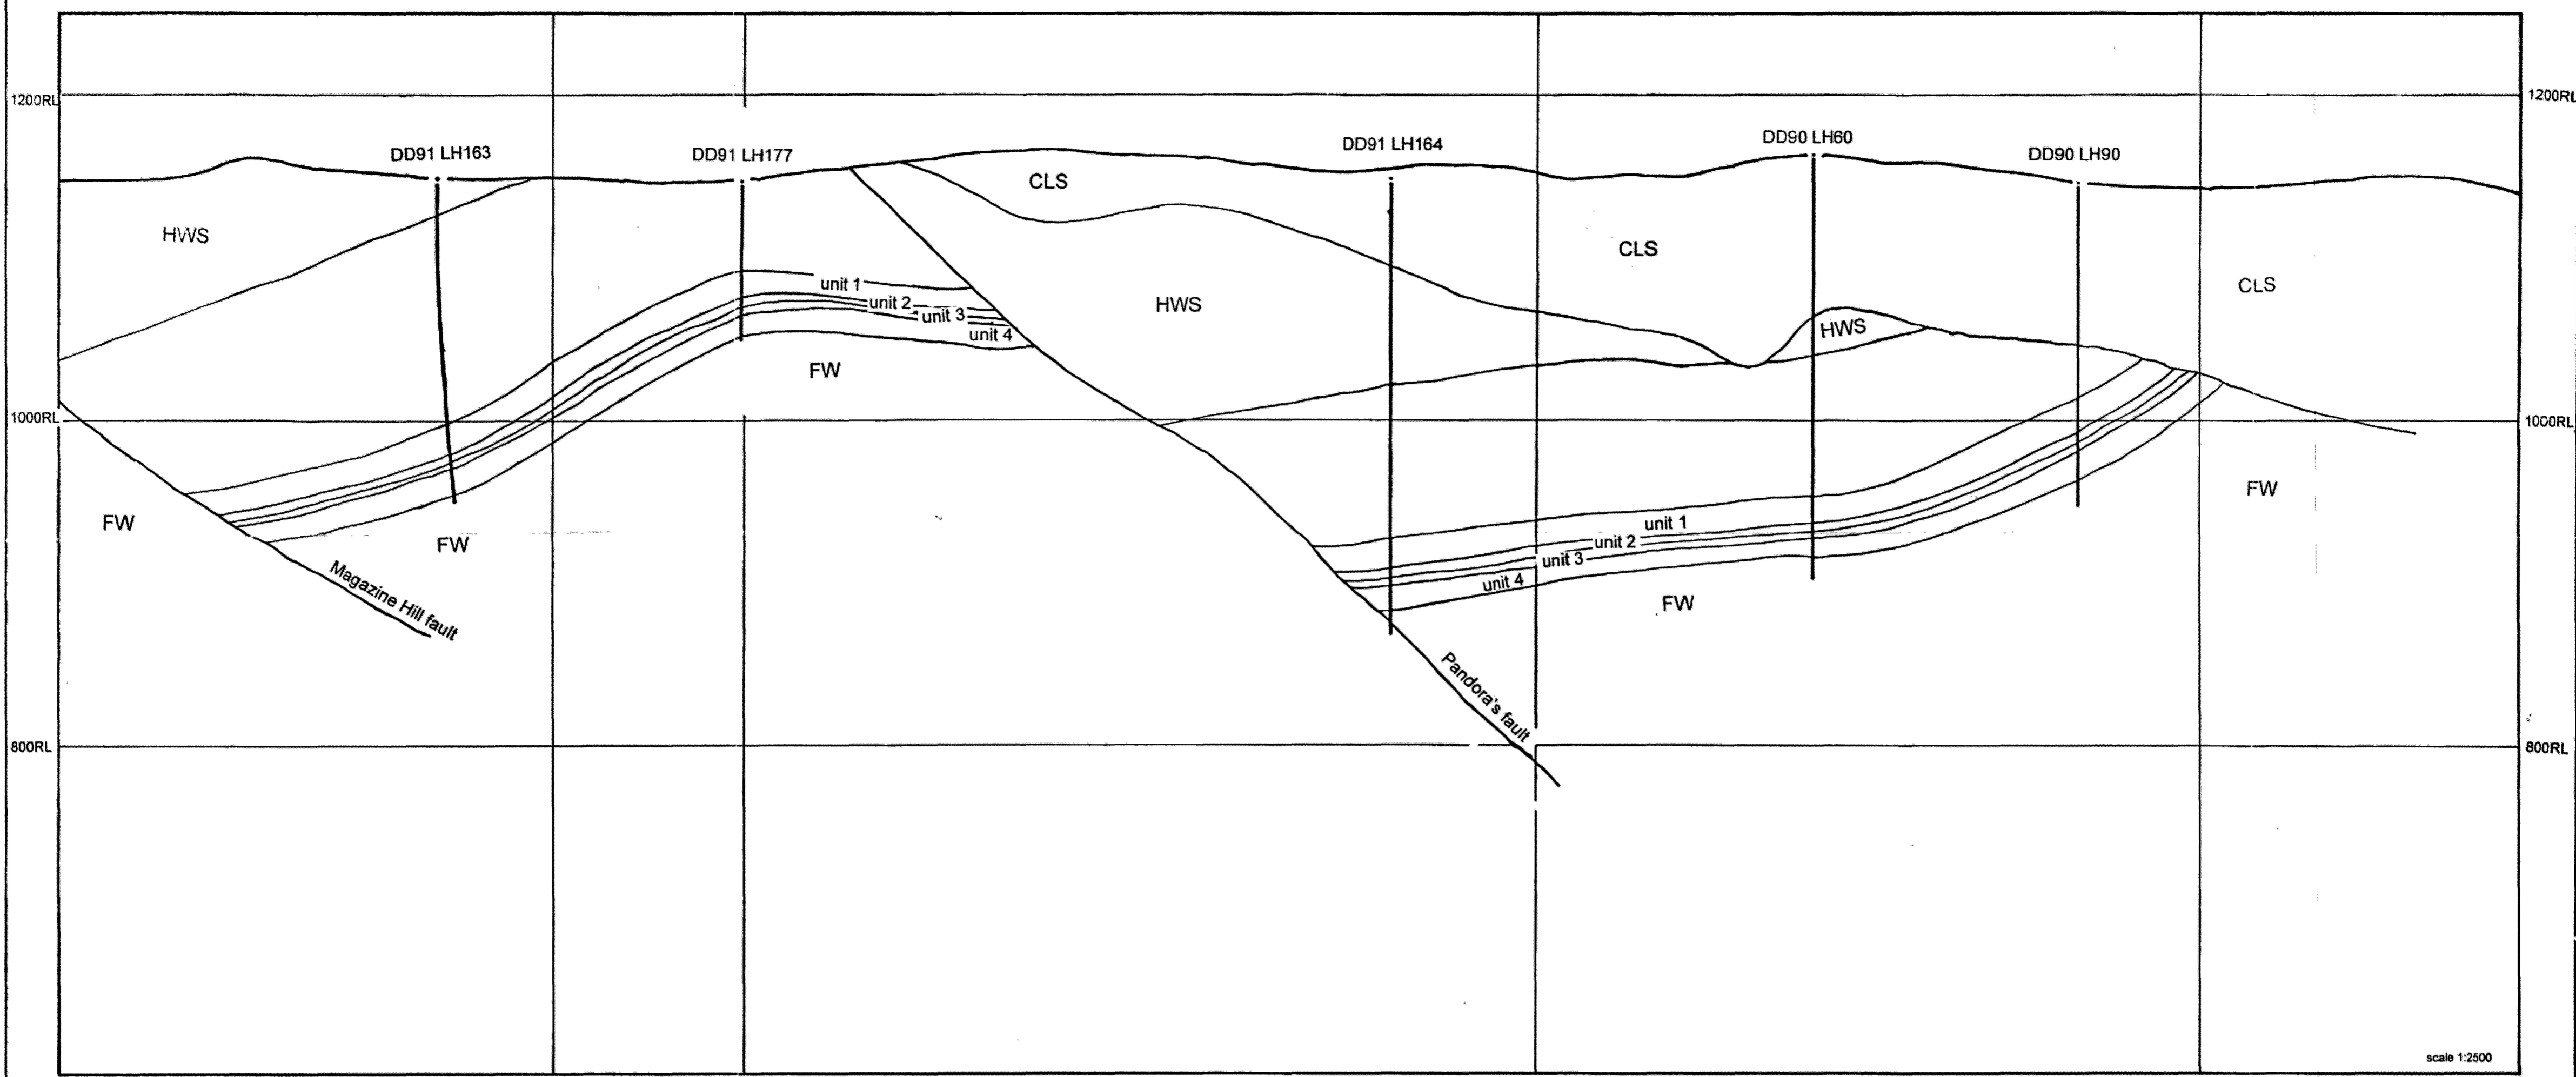 1200RL
1200RL
DD91 LH163
DD91 LH177
DD91 LH164
DD90 LH60
DD90 LH90
CLS
HWS
CLS
CLS
unit 1
unit 2
unit 3
unit 4
HWS
HWS
FW
1000RL
1000RL
FW
FW
FW
unit 1
unit 2
unit 3
unit 4
FW
Magazine Hill fault
Pandora's fault
800RL
800RL
scale 1:2500